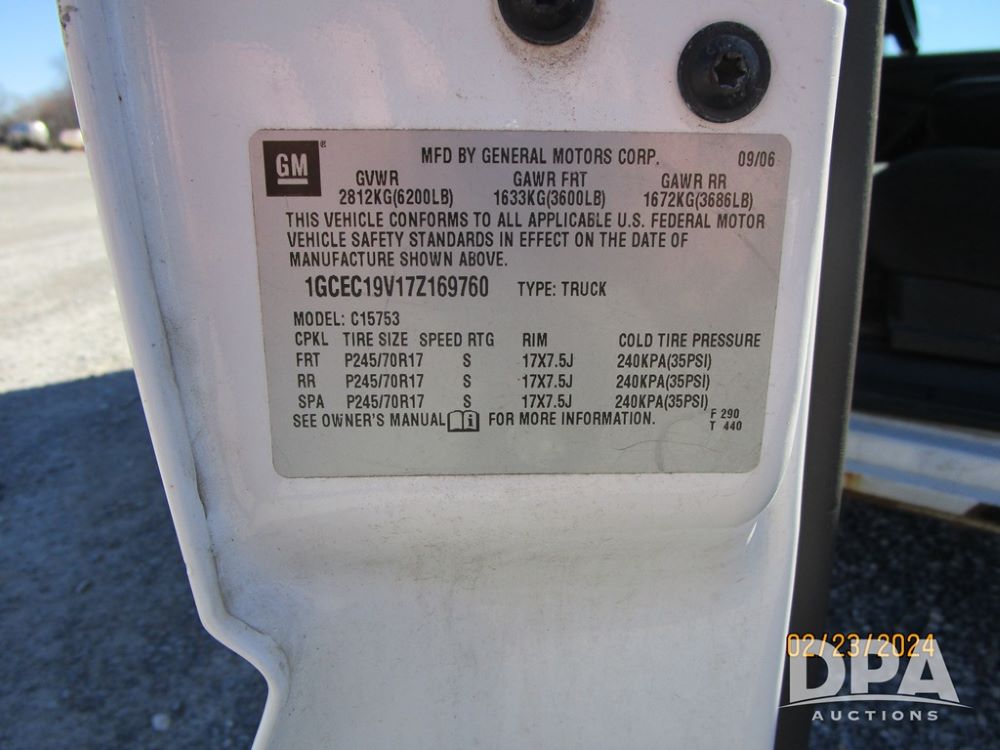 GM
MFD BY GENERAL MOTORS CORP. 09/06
GVWR GAWR FRT GAWR RR
2812KG(6200LB) 1633KG(3600LB) 1672KG(3686LB)
THIS VEHICLE CONFORMS TO ALL APPLICABLE U.S. FEDERAL MOTOR
VEHICLE SAFETY STANDARDS IN EFFECT ON THE DATE OF
MANUFACTURE SHOWN ABOVE.
1GCEC19V17Z169760 TYPE: TRUCK
MODEL: C15753
CPKL TIRE SIZE SPEED RTG RIM COLD TIRE PRESSURE
FRT P245/70R17 S 17X7.5J 240KPA(35PSI)
RR P245/70R17 S 17X7.5J 240KPA(35PSI)
SPA P245/70R17 S 17X7.5J 240KPA(35PSI)
SEE OWNER'S MANUAL i FOR MORE INFORMATION. F 290
T 440
02/23/2024
DPA
AUCTIONS